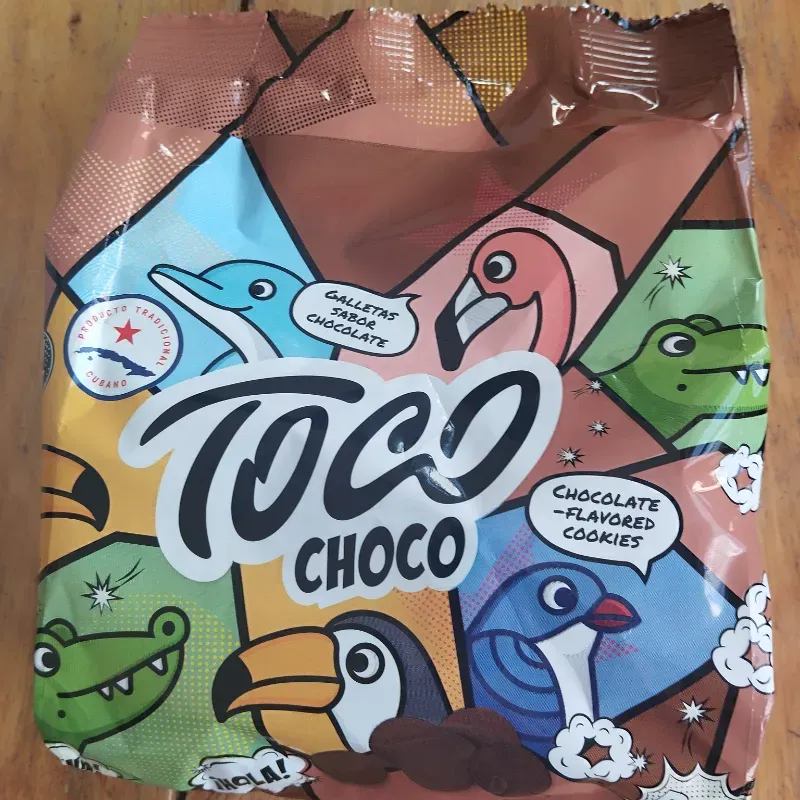 GALLETAS
SABOR
CHOCOLATE
PRODUCTO TRADICIONAL
CUBANO
TOCO
CHOCO
CHOCOLATE
-FLAVORED
COOKIES
¡HOLA!